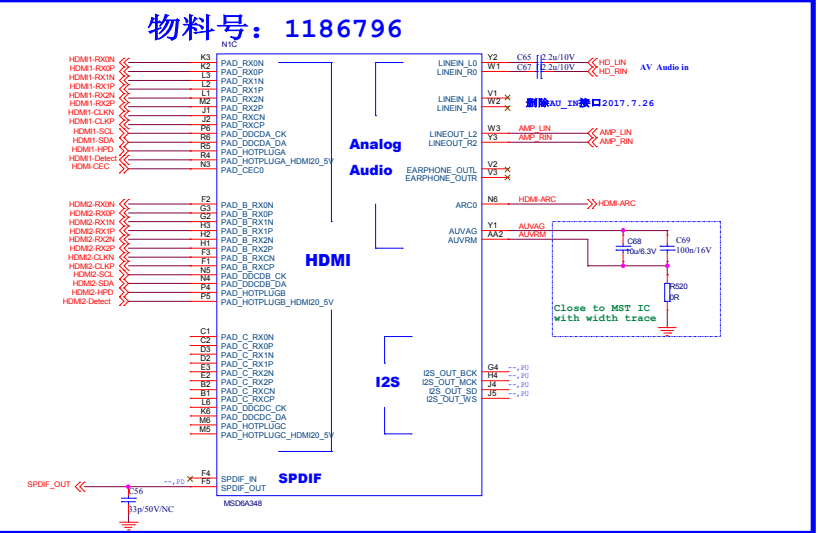 物料号：1186796
N1C
HDMI1-RX0N K3 PAD_RX0N
HDMI1-RX0P K2 PAD_RX0P
HDMI1-RX1N L3 PAD_RX1N
HDMI1-RX1P L2 PAD_RX1P
HDMI1-RX2N L1 PAD_RX2N
HDMI1-RX2P M2 PAD_RX2P
HDMI1-CLKN J1 PAD_RXCN
HDMI1-CLKP J2 PAD_RXCP
HDMI1-SCL P6 PAD_DDCDA_CK
HDMI1-SDA R6 PAD_DDCDA_DA
HDMI1-HPD R5 PAD_HOTPLUGA
HDMI1-Detect R4 PAD_HOTPLUGA_HDMI20_5V
HDMI-CEC N3 PAD_CEC0
HDMI2-RX0N F2 PAD_B_RX0N
HDMI2-RX0P G3 PAD_B_RX0P
HDMI2-RX1N G2 PAD_B_RX1N
HDMI2-RX1P H3 PAD_B_RX1P
HDMI2-RX2N H2 PAD_B_RX2N
HDMI2-RX2P H1 PAD_B_RX2P
HDMI2-CLKN F3 PAD_B_RXCN
HDMI2-CLKP F1 PAD_B_RXCP
HDMI2-SCL N5 PAD_DDCDB_CK
HDMI2-SDA N4 PAD_DDCDB_DA
HDMI2-HPD P4 PAD_HOTPLUGB
HDMI2-Detect P5 PAD_HOTPLUGB_HDMI20_5V
C1 PAD_C_RX0N
C2 PAD_C_RX0P
D3 PAD_C_RX1N
D2 PAD_C_RX1P
E3 PAD_C_RX2N
E2 PAD_C_RX2P
B2 PAD_C_RXCN
B1 PAD_C_RXCP
L6 PAD_DDCDC_CK
K6 PAD_DDCDC_DA
M6 PAD_HOTPLUGC
M5 PAD_HOTPLUGC_HDMI20_5V
--,PD F4 SPDIF_IN
SPDIF_OUT F5 SPDIF_OUT
C56
33p/50V/NC
MSD6A348
Analog
Audio
HDMI
I2S
SPDIF
LINEIN_L0 Y2 C65 2.2u/10V HD_LIN
LINEIN_R0 W1 C67 2.2u/10V HD_RIN
AV Audio in
LINEIN_L4 V1
LINEIN_R4 W2
删除AU_IN接口2017.7.26
LINEOUT_L2 W3 AMP_LIN AMP_LIN
LINEOUT_R2 Y3 AMP_RIN AMP_RIN
EARPHONE_OUTL V2
EARPHONE_OUTR V3
ARC0 N6 HDMI-ARC HDMI-ARC
AUVAG Y1 AUVAG
AUVRM AA2 AUVRM
C68
10u/6.3V
C69
100n/16V
R520
0R
Close to MST IC
with width trace
I2S_OUT_BCK G4 --,PU
I2S_OUT_MCK H4 --,PU
I2S_OUT_SD J4 --,PU
I2S_OUT_WS J5 --,PU